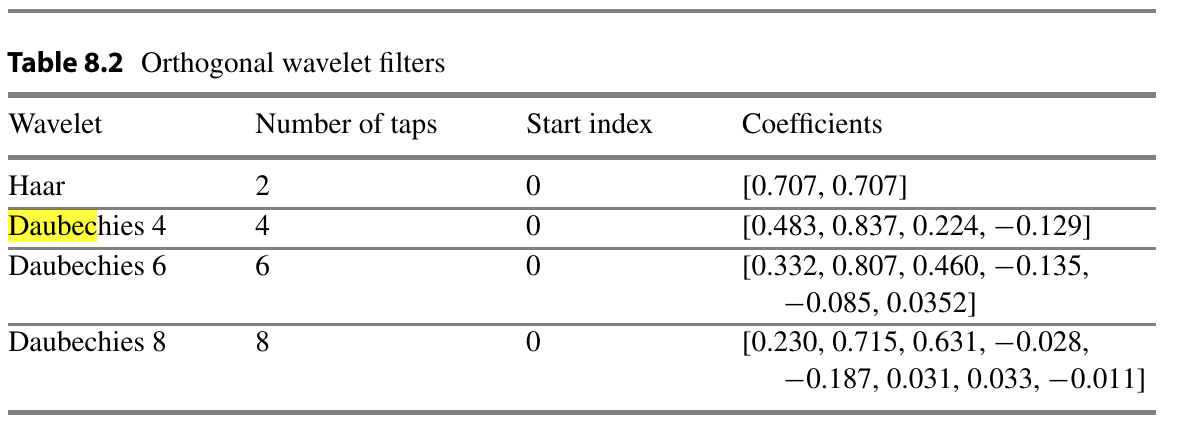 Table 8.2 Orthogonal wavelet filters
Wavelet Number of taps Start index Coefficients
Haar 2 0 [0.707, 0.707]
Daubechies 4 4 0 [0.483, 0.837, 0.224, −0.129]
Daubechies 6 6 0 [0.332, 0.807, 0.460, −0.135,
−0.085, 0.0352]
Daubechies 8 8 0 [0.230, 0.715, 0.631, −0.028,
−0.187, 0.031, 0.033, −0.011]